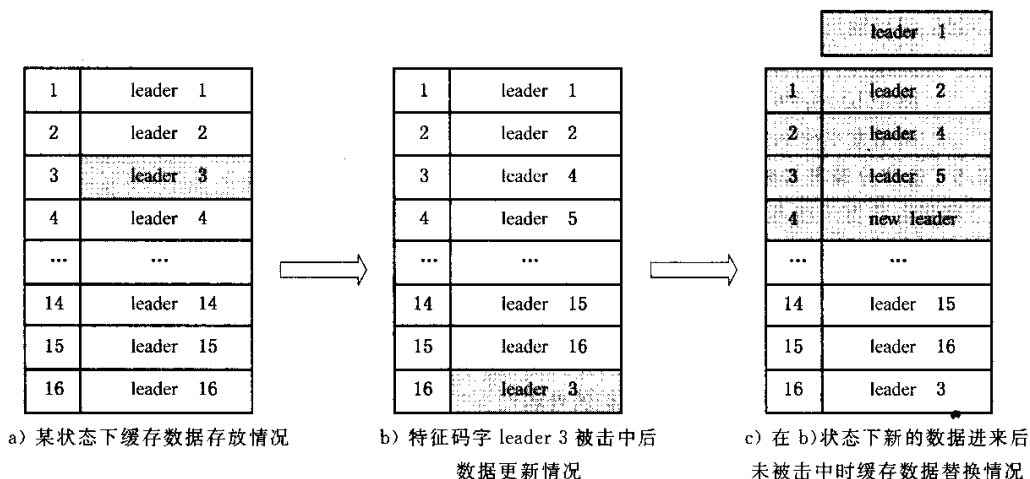 leader 1
1 leader 1
2 leader 2
3 leader 3
4 leader 4
... ...
14 leader 14
15 leader 15
16 leader 16
a) 某状态下缓存数据存放情况
1 leader 1
2 leader 2
3 leader 4
4 leader 5
... ...
14 leader 15
15 leader 16
16 leader 3
b) 特征码字 leader 3 被击中后
数据更新情况
1 leader 2
2 leader 4
3 leader 5
4 new leader
... ...
14 leader 15
15 leader 16
16 leader 3
c) 在 b)状态下新的数据进来后
未被击中时缓存数据替换情况